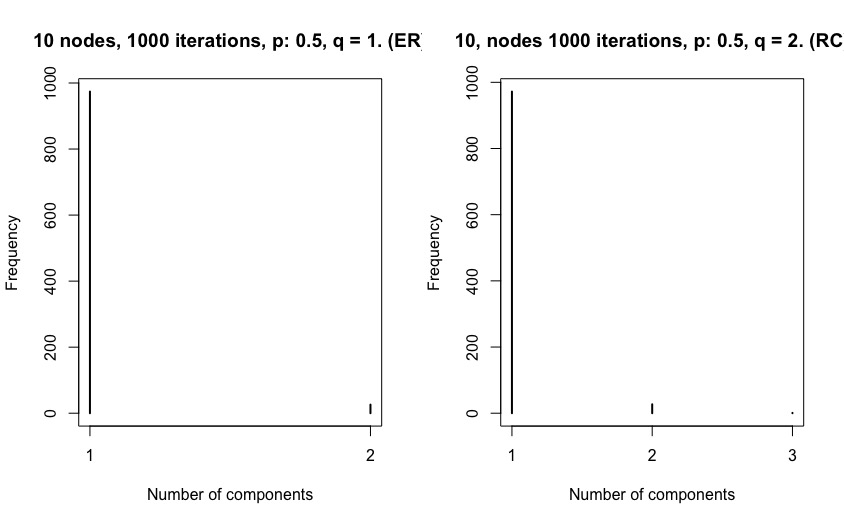 10 nodes, 1000 iterations, p: 0.5, q = 1. (ER)
Frequency
0
200
400
600
800
1000
1
2
Number of components
10, nodes 1000 iterations, p: 0.5, q = 2. (RC
Frequency
0
200
400
600
800
1000
1
2
3
Number of components